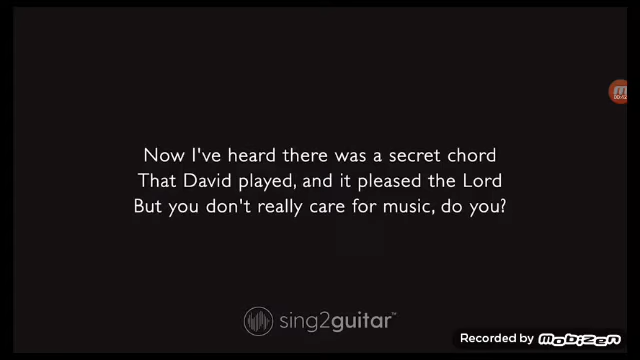 Now I've heard there was a secret chord
That David played, and it pleased the Lord
But you don't really care for music, do you?
sing2guitar™
Recorded by mobizen